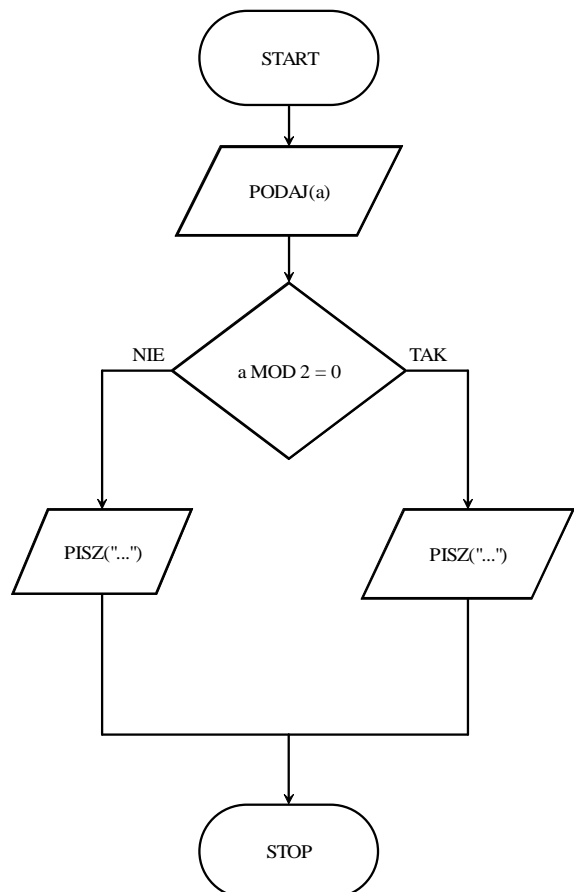 START
PODAJ(a)
NIE
a MOD 2 = 0
TAK
PISZ("...")
PISZ("...")
STOP